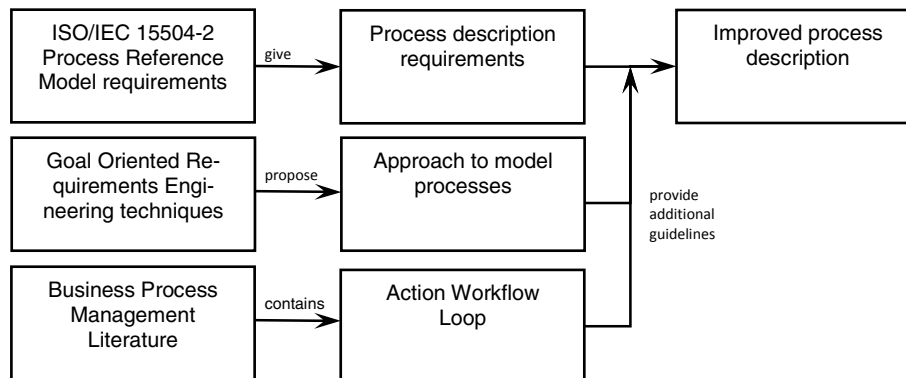 ISO/IEC 15504-2
Process Reference
Model requirements
give
Process description
requirements
Improved process
description
Goal Oriented Re-
quirements Engi-
neering techniques
propose
Approach to model
processes
provide
additional
guidelines
Business Process
Management
Literature
contains
Action Workflow
Loop